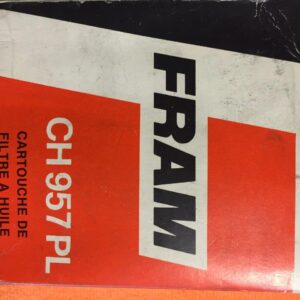 FRAM
CH 957 PL
CARTOUCHE DE
FILTRE A HUILE